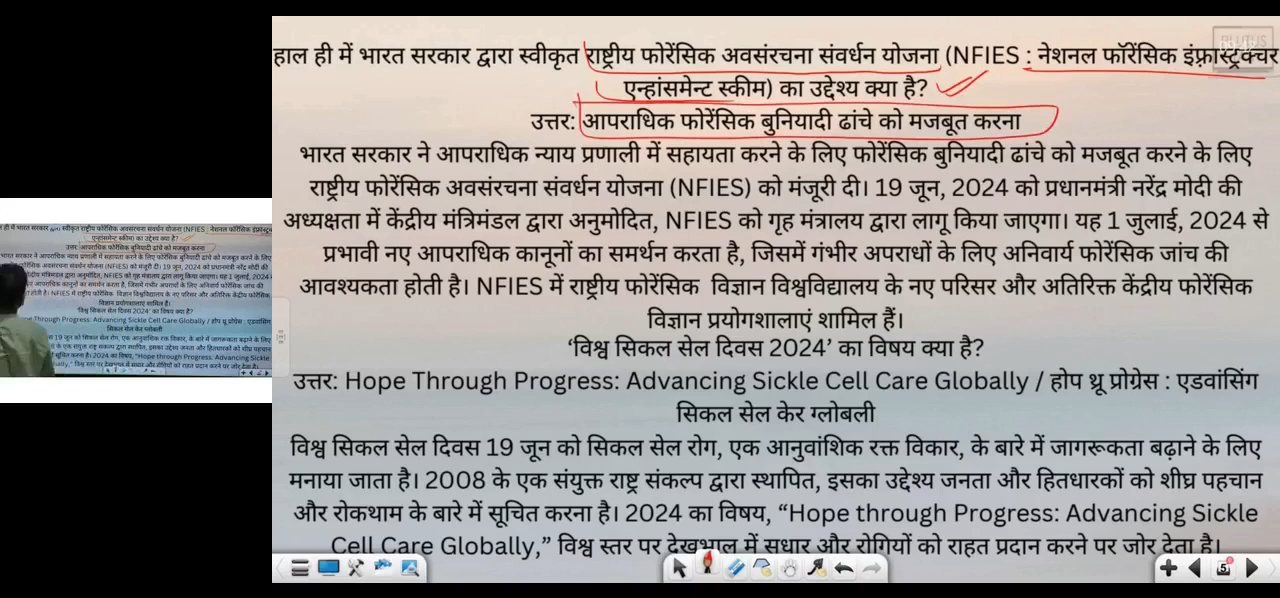 हाल ही में भारत सरकार द्वारा स्वीकृत राष्ट्रीय फोरेंसिक अवसंरचना संवर्धन योजना (NFIES : नेशनल फॉरेंसिक इंफ़्रास्ट्रक्चर
एन्हांसमेन्ट स्कीम) का उद्देश्य क्या है?
उत्तर: आपराधिक फोरेंसिक बुनियादी ढांचे को मजबूत करना
भारत सरकार ने आपराधिक न्याय प्रणाली में सहायता करने के लिए फोरेंसिक बुनियादी ढांचे को मजबूत करने के लिए
राष्ट्रीय फोरेंसिक अवसंरचना संवर्धन योजना (NFIES) को मंजूरी दी। 19 जून, 2024 को प्रधानमंत्री नरेंद्र मोदी की
अध्यक्षता में केंद्रीय मंत्रिमंडल द्वारा अनुमोदित, NFIES को गृह मंत्रालय द्वारा लागू किया जाएगा। यह 1 जुलाई, 2024 से
प्रभावी नए आपराधिक कानूनों का समर्थन करता है, जिसमें गंभीर अपराधों के लिए अनिवार्य फोरेंसिक जांच की
आवश्यकता होती है। NFIES में राष्ट्रीय फोरेंसिक विज्ञान विश्वविद्यालय के नए परिसर और अतिरिक्त केंद्रीय फोरेंसिक
विज्ञान प्रयोगशालाएं शामिल हैं।
‘विश्व सिकल सेल दिवस 2024’ का विषय क्या है?
उत्तर: Hope Through Progress: Advancing Sickle Cell Care Globally / होप थ्रू प्रोग्रेस : एडवांसिंग
सिकल सेल केर ग्लोबली
विश्व सिकल सेल दिवस 19 जून को सिकल सेल रोग, एक आनुवांशिक रक्त विकार, के बारे में जागरूकता बढ़ाने के लिए
मनाया जाता है। 2008 के एक संयुक्त राष्ट्र संकल्प द्वारा स्थापित, इसका उद्देश्य जनता और हितधारकों को शीघ्र पहचान
और रोकथाम के बारे में सूचित करना है। 2024 का विषय, “Hope through Progress: Advancing Sickle
Cell Care Globally,” विश्व स्तर पर देखभाल में सुधार और रोगियों को राहत प्रदान करने पर जोर देता है।